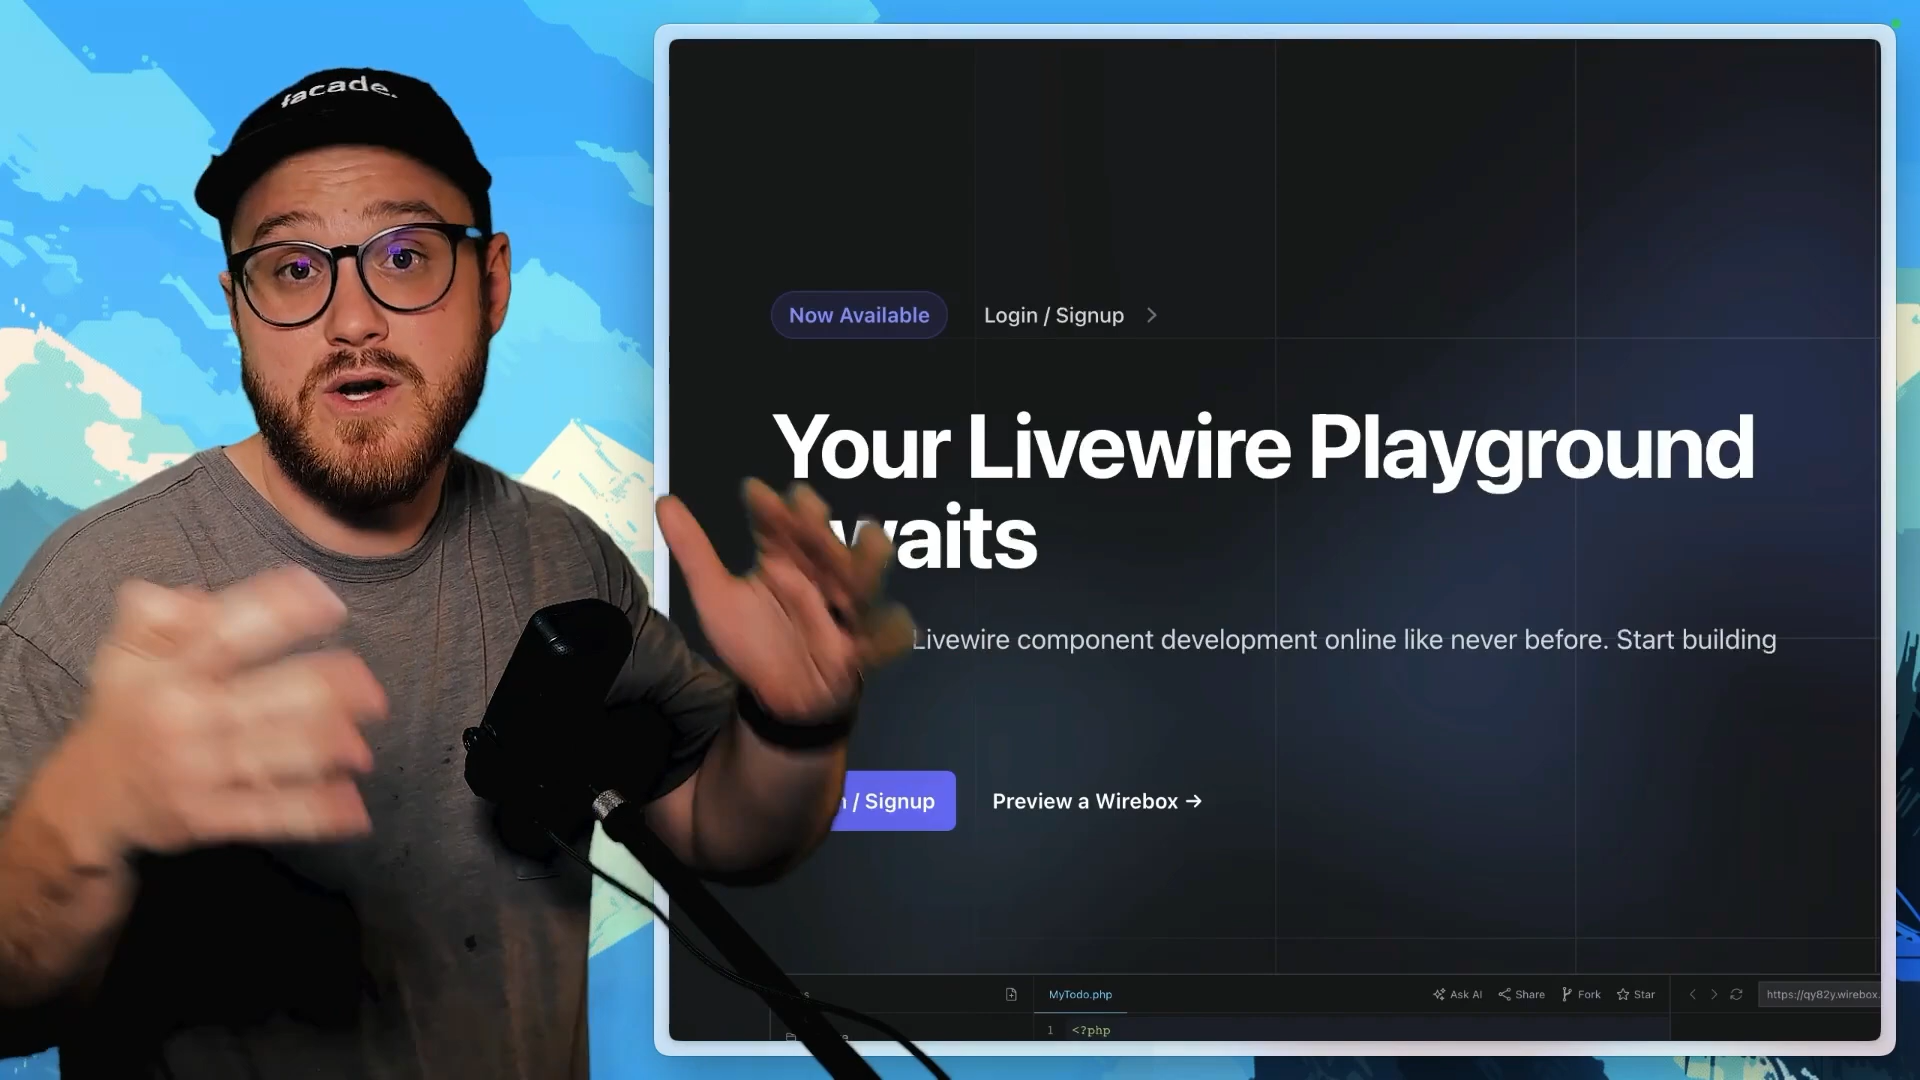 facade.
Now Available
Login / Signup
Your Livewire Playground
waits
Livewire component development online like never before. Start building
/ Signup
Preview a Wirebox →
MyTodo.php
Ask AI
Share
Fork
Star
https://qy82y.wirebox.
1 <?php